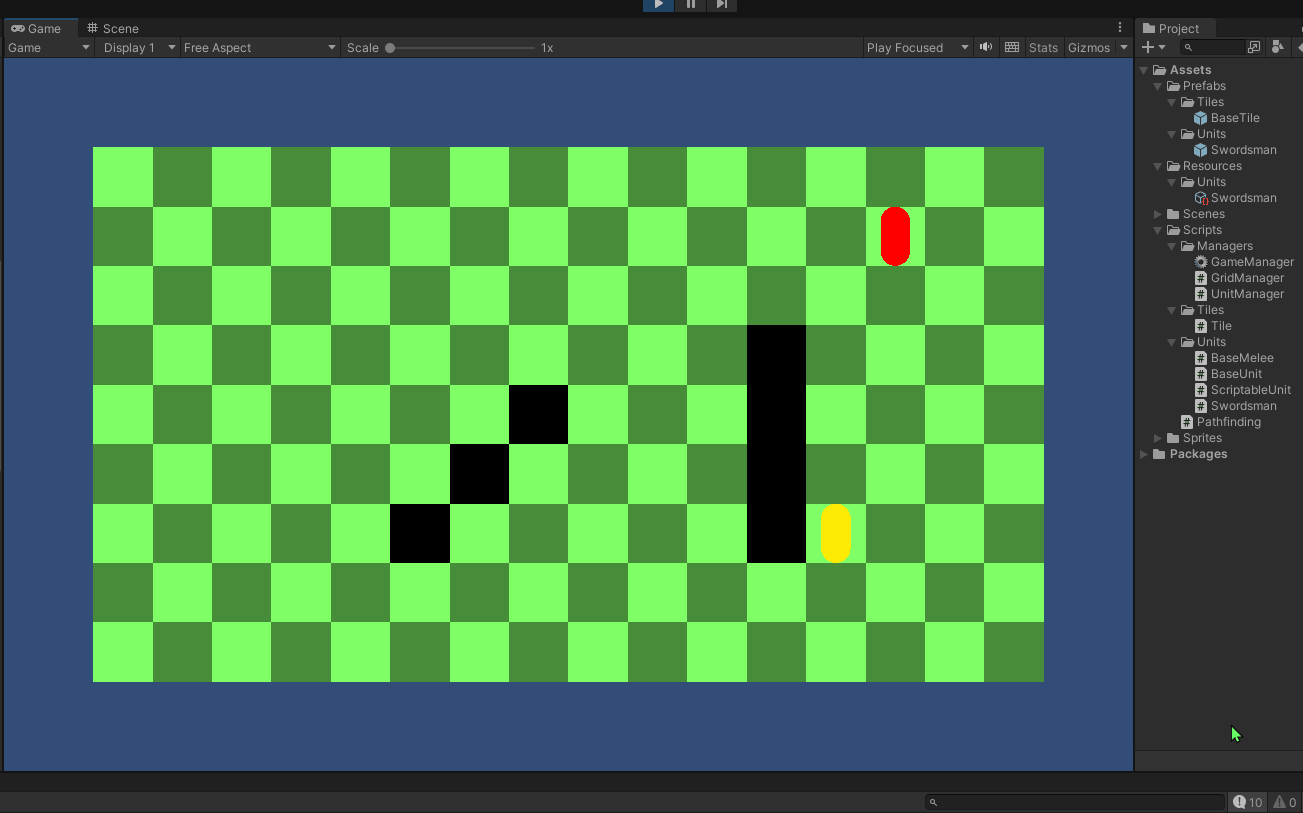 Game
Scene
Project
Game
Display 1
Free Aspect
Scale
1x
Play Focused
Stats
Gizmos
Assets
Prefabs
Tiles
BaseTile
Units
Swordsman
Resources
Units
Swordsman
Scenes
Scripts
Managers
GameManager
GridManager
UnitManager
Tiles
Tile
Units
BaseMelee
BaseUnit
ScriptableUnit
Swordsman
Pathfinding
Sprites
Packages
10
0